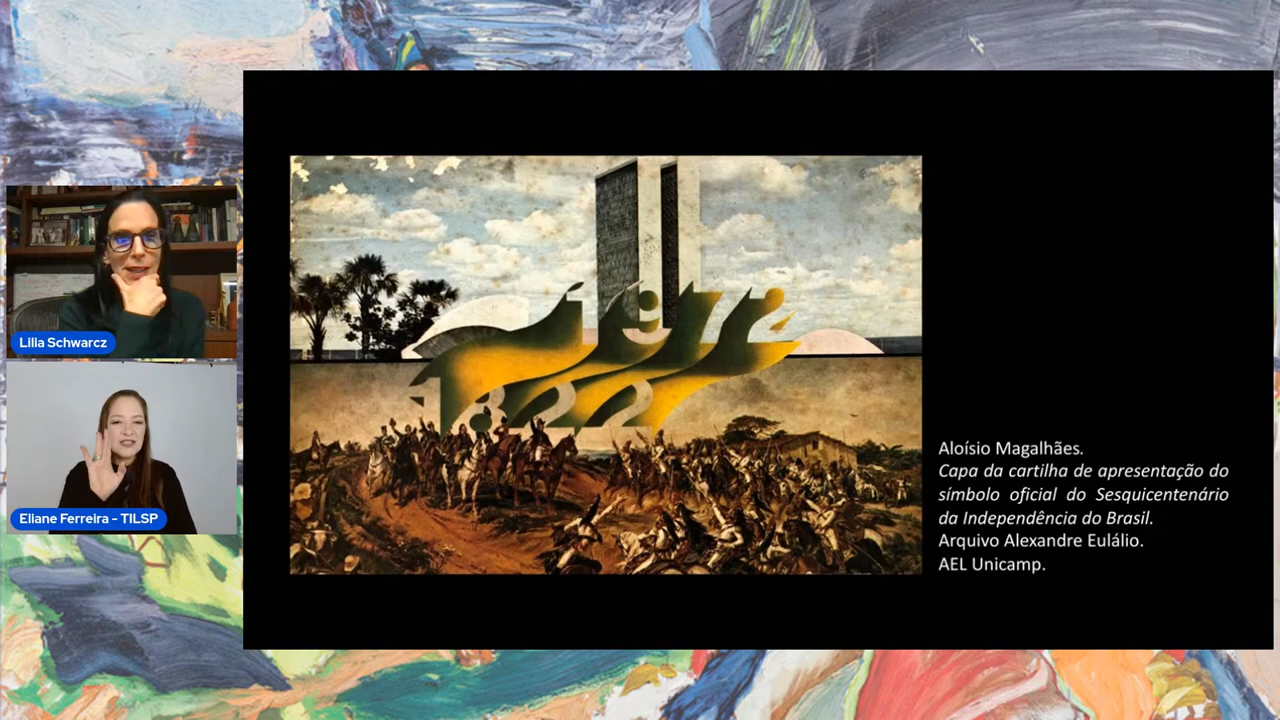 Lilia Schwarcz
Eliane Ferreira - TILSP
1972
1822
Aloísio Magalhães.
Capa da cartilha de apresentação do
símbolo oficial do Sesquicentenário
da Independência do Brasil.
Arquivo Alexandre Eulálio.
AEL Unicamp.